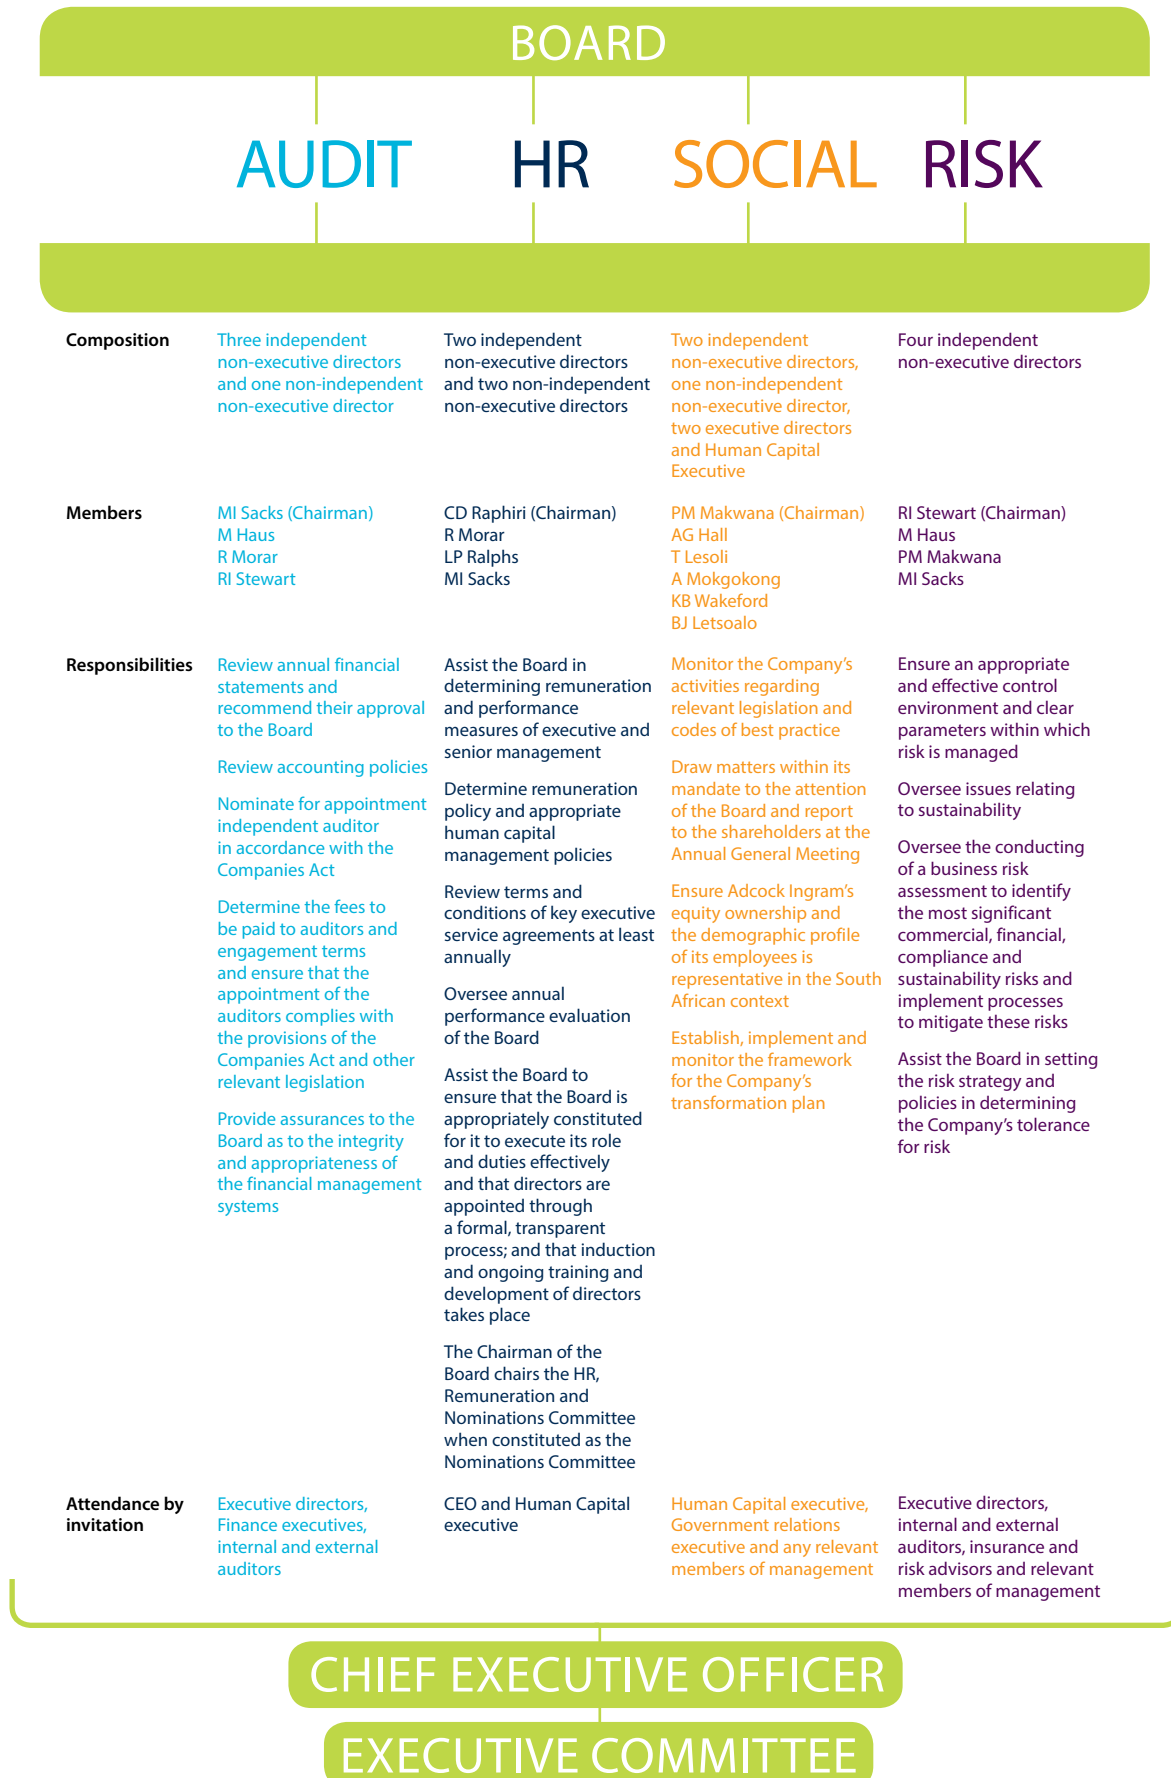 BOARD
AUDIT
HR
SOCIAL
RISK
Composition
Three independent
non-executive directors
and one non-independent
non-executive director
Two independent
non-executive directors
and two non-independent
non-executive directors
Two independent
non-executive directors,
one non-independent
non-executive director,
two executive directors
and Human Capital
Executive
Four independent
non-executive directors
Members
MI Sacks (Chairman)
M Haus
R Morar
RI Stewart
CD Raphiri (Chairman)
R Morar
LP Ralphs
MI Sacks
PM Makwana (Chairman)
AG Hall
T Lesoli
A Mokgokong
KB Wakeford
BJ Letsoalo
RI Stewart (Chairman)
M Haus
PM Makwana
MI Sacks
Responsibilities
Review annual financial
statements and
recommend their approval
to the Board
Review accounting policies
Nominate for appointment
independent auditor
in accordance with the
Companies Act
Determine the fees to
be paid to auditors and
engagement terms
and ensure that the
appointment of the
auditors complies with
the provisions of the
Companies Act and other
relevant legislation
Provide assurances to the
Board as to the integrity
and appropriateness of
the financial management
systems
Assist the Board in
determining remuneration
and performance
measures of executive and
senior management
Determine remuneration
policy and appropriate
human capital
management policies
Review terms and
conditions of key executive
service agreements at least
annually
Oversee annual
performance evaluation
of the Board
Assist the Board to
ensure that the Board is
appropriately constituted
for it to execute its role
and duties effectively
and that directors are
appointed through
a formal, transparent
process; and that induction
and ongoing training and
development of directors
takes place
The Chairman of the
Board chairs the HR,
Remuneration and
Nominations Committee
when constituted as the
Nominations Committee
Monitor the Company's
activities regarding
relevant legislation and
codes of best practice
Draw matters within its
mandate to the attention
of the Board and report
to the shareholders at the
Annual General Meeting
Ensure Adcock Ingram's
equity ownership and
the demographic profile
of its employees is
representative in the South
African context
Establish, implement and
monitor the framework
for the Company's
transformation plan
Ensure an appropriate
and effective control
environment and clear
parameters within which
risk is managed
Oversee issues relating
to sustainability
Oversee the conducting
of a business risk
assessment to identify
the most significant
commercial, financial,
compliance and
sustainability risks and
implement processes
to mitigate these risks
Assist the Board in setting
the risk strategy and
policies in determining
the Company's tolerance
for risk
Attendance by
invitation
Executive directors,
Finance executives,
internal and external
auditors
CEO and Human Capital
executive
Human Capital executive,
Government relations
executive and any relevant
members of management
Executive directors,
internal and external
auditors, insurance and
risk advisors and relevant
members of management
CHIEF EXECUTIVE OFFICER
EXECUTIVE COMMITTEE